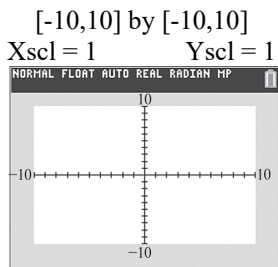 [-10,10] by [-10,10]
Xscl = 1 Yscl = 1
NORMAL FLOAT AUTO REAL RADIAN MP
10
−10 10
−10